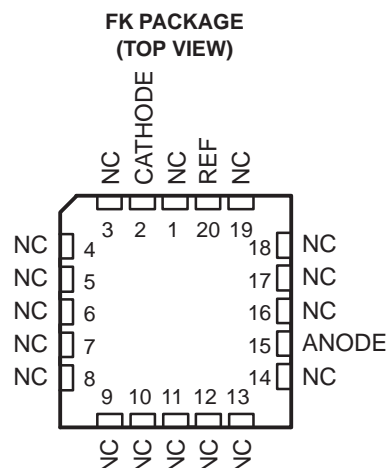 FK PACKAGE
(TOP VIEW)
NC CATHODE NC REF NC
3 2 1 20 19
NC 4 18 NC
NC 5 17 NC
NC 6 16 NC
NC 7 15 ANODE
NC 8 14 NC
9 10 11 12 13
NC NC NC NC NC